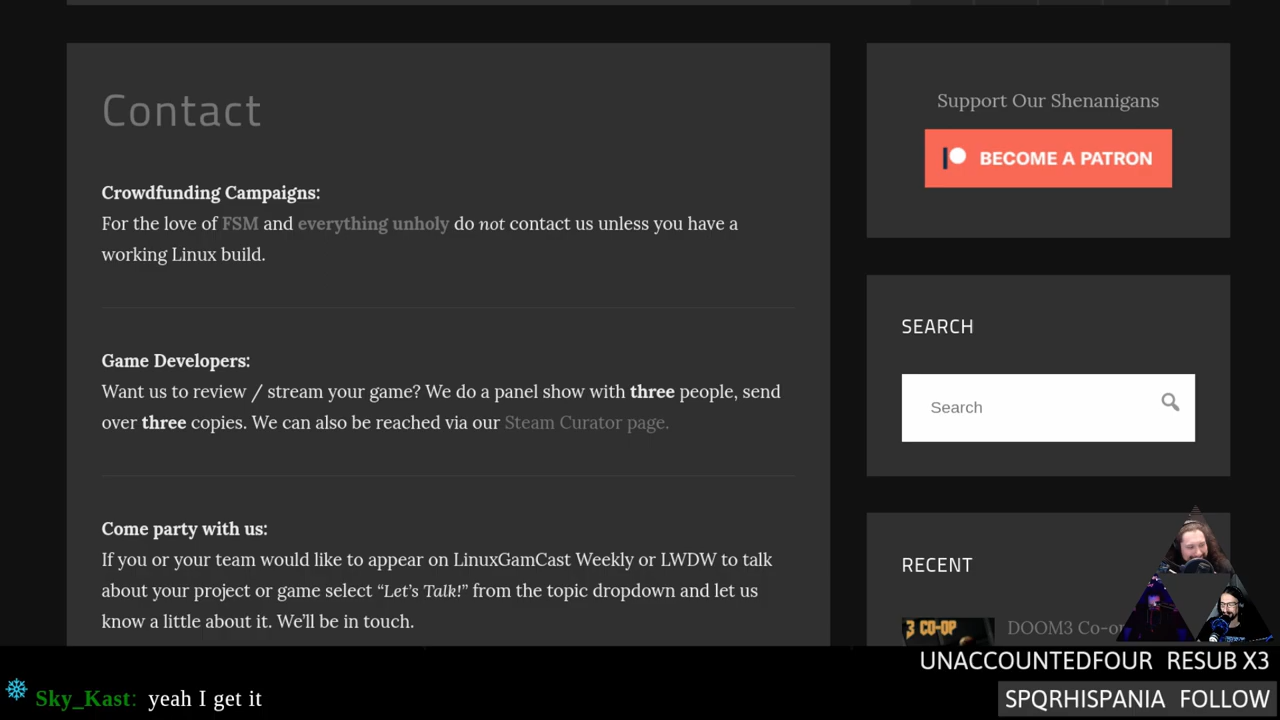 Contact
Crowdfunding Campaigns:
For the love of FSM and everything unholy do not contact us unless you have a
working Linux build.
Game Developers:
Want us to review / stream your game? We do a panel show with three people, send
over three copies. We can also be reached via our Steam Curator page.
Come party with us:
If you or your team would like to appear on LinuxGamCast Weekly or LWDW to talk
about your project or game select “Let’s Talk!” from the topic dropdown and let us
know a little about it. We’ll be in touch.
Support Our Shenanigans
BECOME A PATRON
SEARCH
Search
RECENT
3 CO-OP
DOOM3 Co-op
UNACCOUNTEDFOUR RESUB X3
SPQRHISPANIA FOLLOW
Sky_Kast: yeah I get it